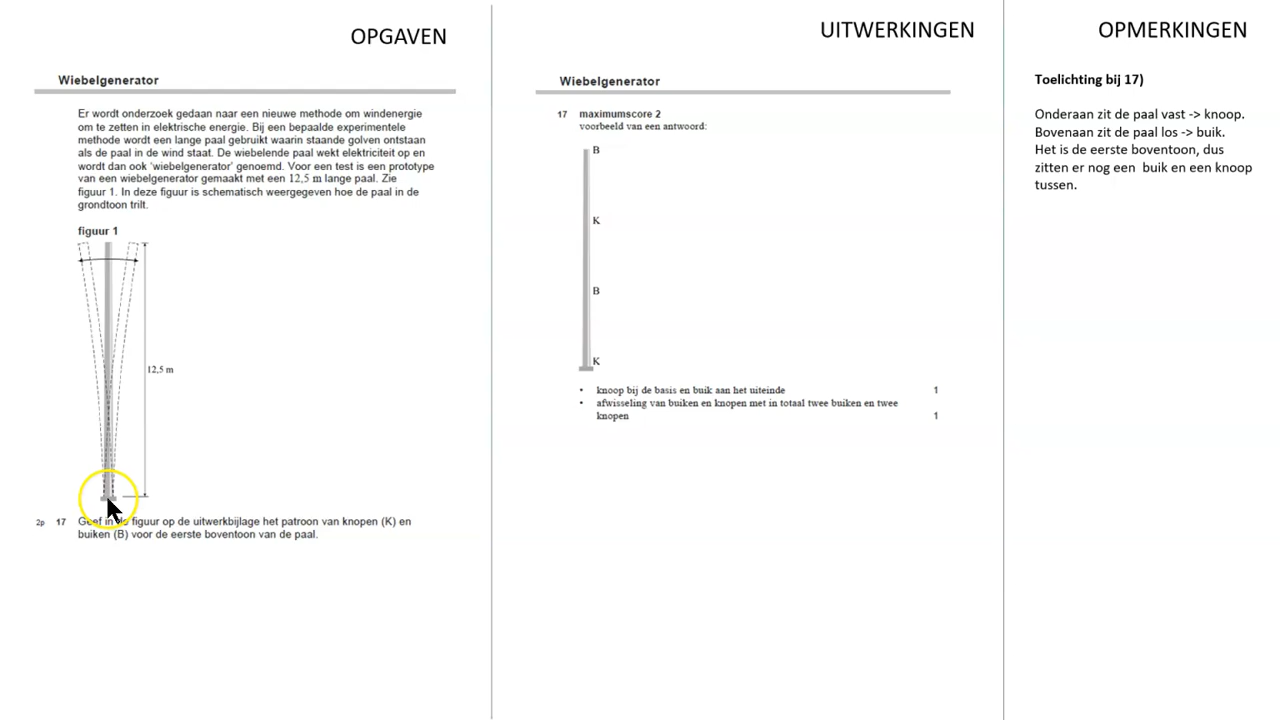 OPGAVEN
Wiebelgenerator
Er wordt onderzoek gedaan naar een nieuwe methode om windenergie
om te zetten in elektrische energie. Bij een bepaalde experimentele
methode wordt een lange paal gebruikt waarin staande golven ontstaan
als de paal in de wind staat. De wiebelende paal wekt elektriciteit op en
wordt dan ook 'wiebelgenerator' genoemd. Voor een test is een prototype
van een wiebelgenerator gemaakt met een 12,5 m lange paal. Zie
figuur 1. In deze figuur is schematisch weergegeven hoe de paal in de
grondtoon trilt.
figuur 1
12,5 m
2p 17 Geef in de figuur op de uitwerkbijlage het patroon van knopen (K) en
buiken (B) voor de eerste boventoon van de paal.
UITWERKINGEN
Wiebelgenerator
17 maximumscore 2
voorbeeld van een antwoord:
B
K
B
K
• knoop bij de basis en buik aan het uiteinde 1
• afwisseling van buiken en knopen met in totaal twee buiken en twee
knopen 1
OPMERKINGEN
Toelichting bij 17)
Onderaan zit de paal vast -> knoop.
Bovenaan zit de paal los -> buik.
Het is de eerste boventoon, dus
zitten er nog een buik en een knoop
tussen.